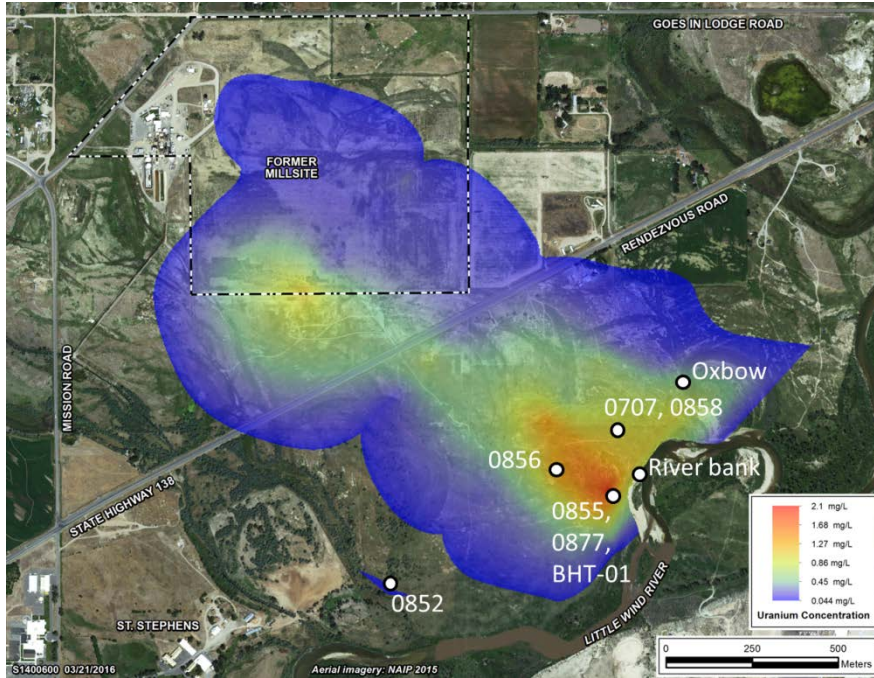 GOES IN LODGE ROAD
FORMER
MILLSITE
RENDEZVOUS ROAD
MISSION ROAD
Oxbow
0707, 0858
0856
River bank
0855,
0877,
BHT-01
STATE HIGHWAY 138
0852
ST. STEPHENS
LITTLE WIND RIVER
2.1 mg/L
1.68 mg/L
1.27 mg/L
0.86 mg/L
0.45 mg/L
0.044 mg/L
Uranium Concentration
0 250 500
Meters
S1400600 03/21/2016
Aerial imagery: NAIP 2015